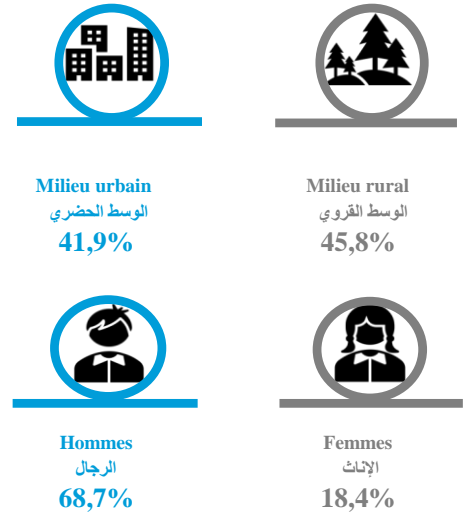 Milieu urbain
الوسط الحضري
41,9%
Milieu rural
الوسط القروي
45,8%
Hommes
الرجال
68,7%
Femmes
الإناث
18,4%